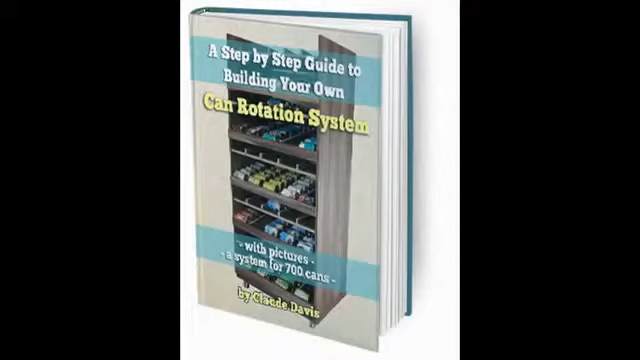 A Step by Step Guide to
Building Your Own
Can Rotation System
- with pictures -
- a system for 700 cans -
by Claude Davis